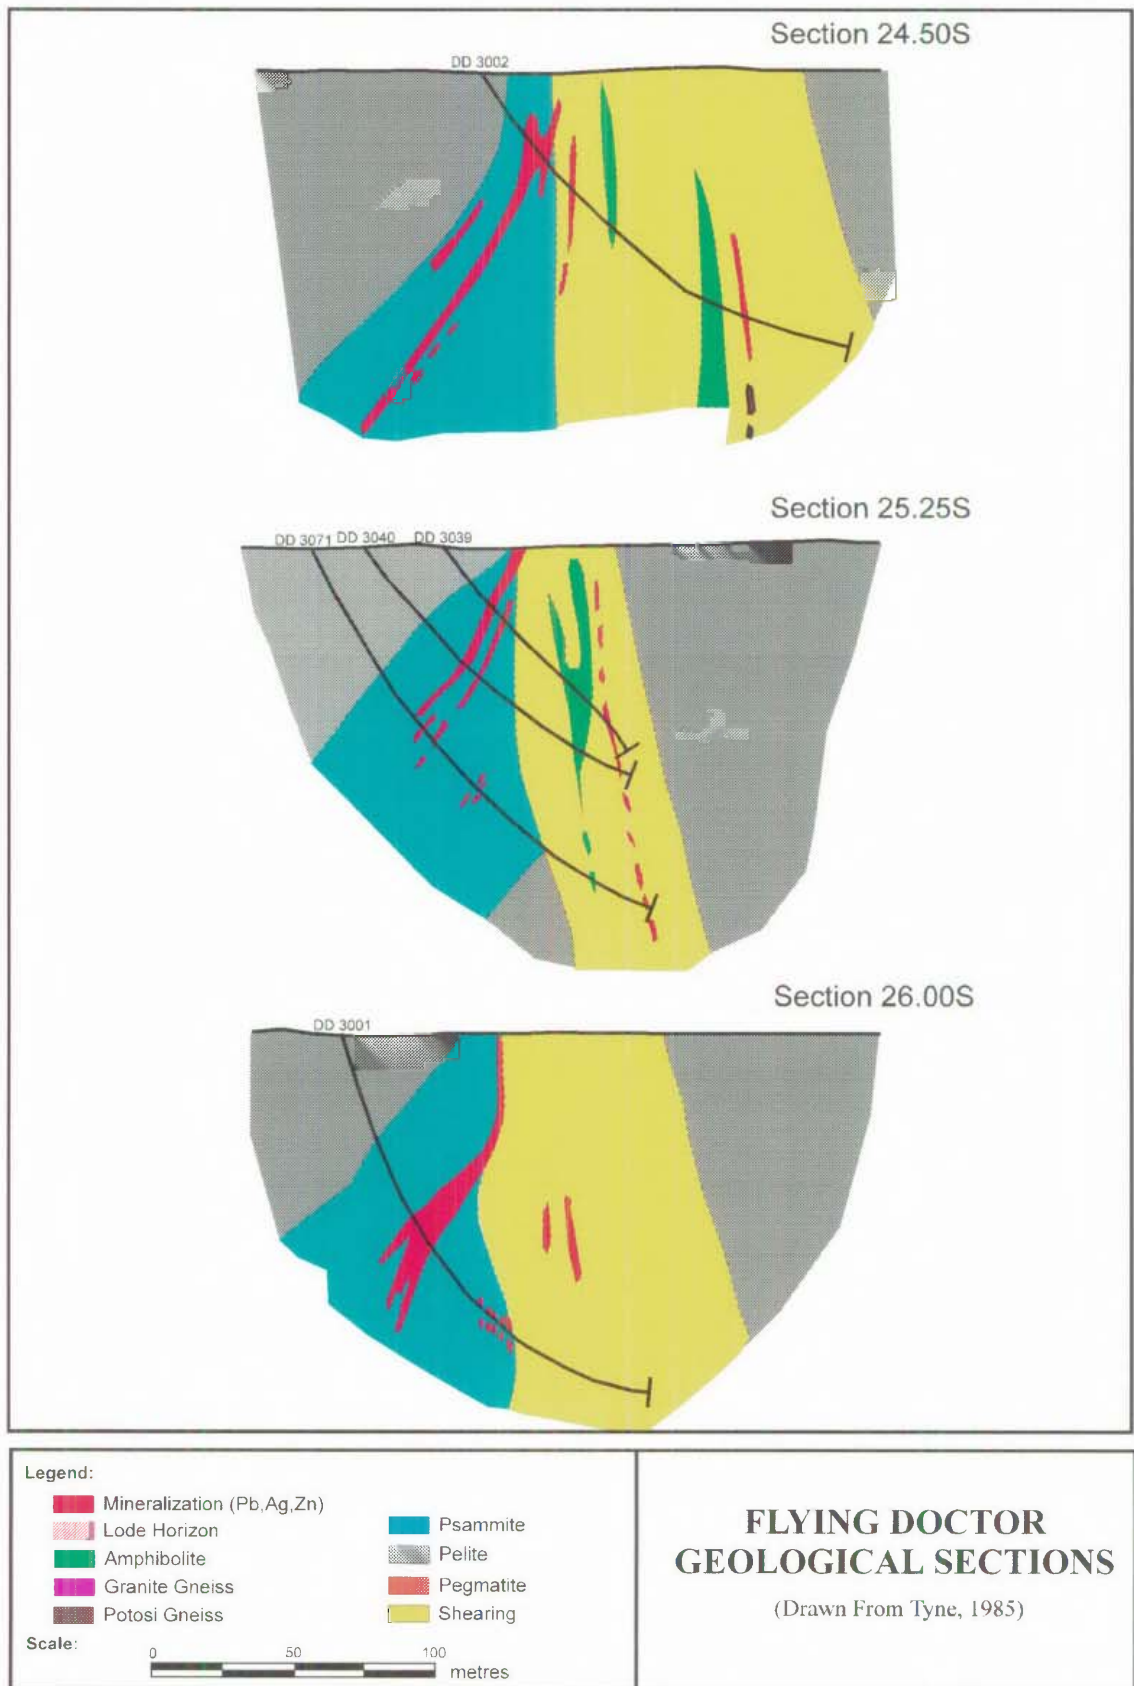 Section 24.50S
DD 3002
Section 25.25S
DD 3071 DD 3040 DD 3039
Section 26.00S
DD 3001
Legend:
Mineralization (Pb,Ag,Zn)
Lode Horizon
Amphibolite
Granite Gneiss
Potosi Gneiss
Psammite
Pelite
Pegmatite
Shearing
Scale:
0 50 100
metres
FLYING DOCTOR
GEOLOGICAL SECTIONS
(Drawn From Tyne, 1985)